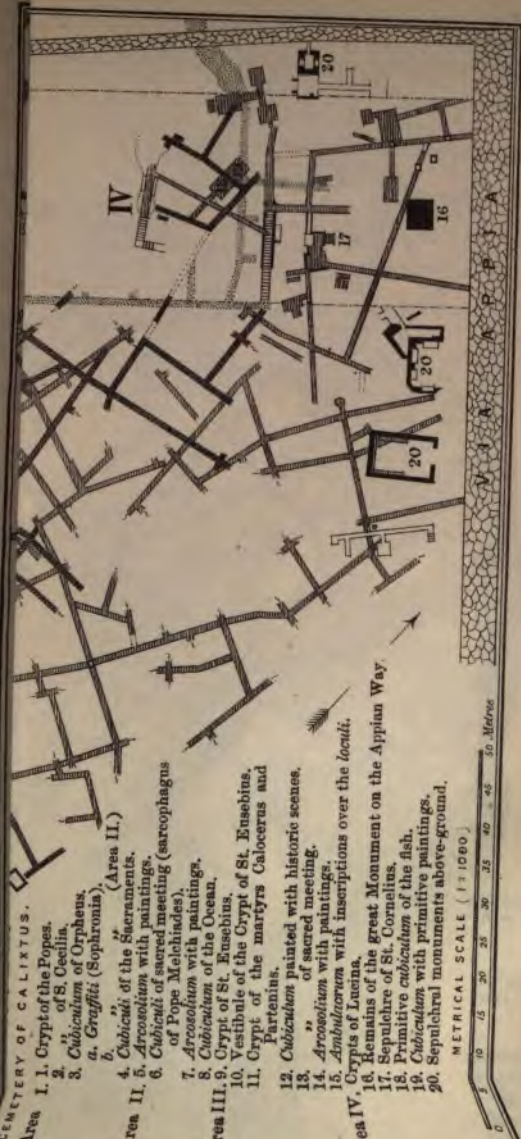 CEMETERY OF CALIXTUS.
Area I. 1. Crypt of the Popes.
2. „ of S. Cecilia.
3. Cubiculum of Orpheus.
a. Graffiti (Sophronia).
b. „ „ (Area II.)
4. Cubiculi of the Sacraments.
rea II. 5. Arcosolium with paintings.
6. Cubiculi of sacred meeting (sarcophagus
of Pope Melchiades).
7. Arcosolium with paintings.
8. Cubiculum of the Ocean.
rea III. 9. Crypt of St. Eusebius.
10. Vestibule of the Crypt of St. Eusebius.
11. Crypt of the martyrs Calocerus and
Partenius.
12. Cubiculum painted with historic scenes.
13. „ of sacred meeting.
14. Arcosolium with paintings.
15. Ambulacrum with inscriptions over the loculi.
ea IV. Crypts of Lucina.
16. Remains of the great Monument on the Appian Way.
17. Sepulchre of St. Cornelius.
18. Primitive cubiculum of the fish.
19. Cubiculum with primitive paintings.
20. Sepulchral monuments above-ground.
METRICAL SCALE (1:1000)
0 5 10 15 20 25 30 35 40 45 50 Metres
IV
20
17
16
20
20
VIA APPIA